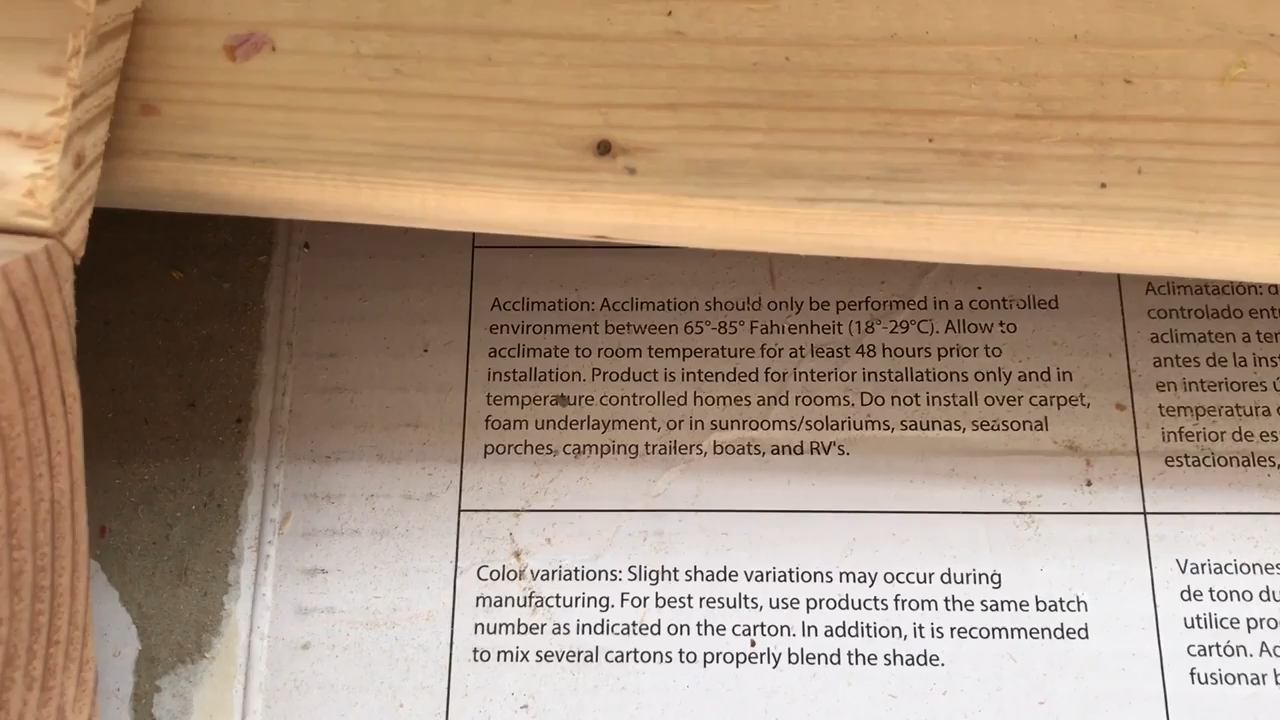 Acclimation: Acclimation should only be performed in a controlled
environment between 65°-85° Fahrenheit (18°-29°C). Allow to
acclimate to room temperature for at least 48 hours prior to
installation. Product is intended for interior installations only and in
temperature controlled homes and rooms. Do not install over carpet,
foam underlayment, or in sunrooms/solariums, saunas, seasonal
porches, camping trailers, boats, and RV's.
Color variations: Slight shade variations may occur during
manufacturing. For best results, use products from the same batch
number as indicated on the carton. In addition, it is recommended
to mix several cartons to properly blend the shade.
Aclimatación:
controlado
aclimaten a
antes de la
en interiores
temperatura
inferior de
estacionales,
Variaciones
de tono
utilice
cartón.
fusionar